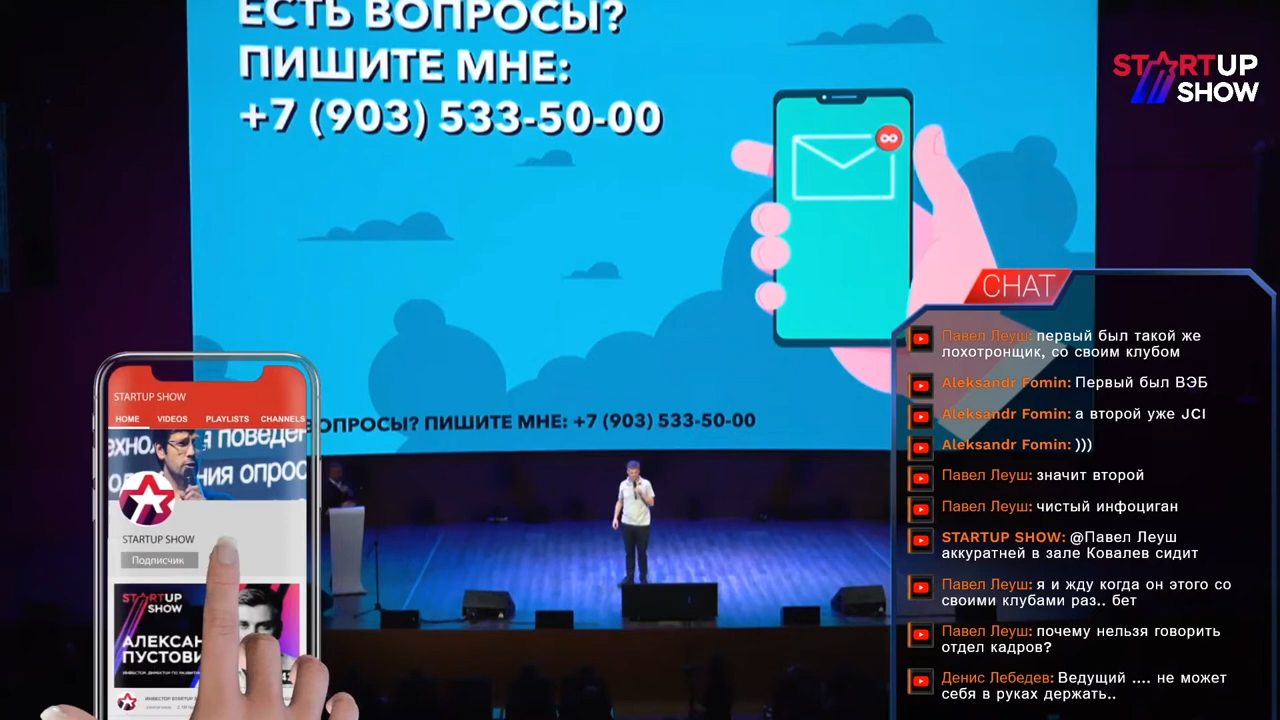 ЕСТЬ ВОПРОСЫ?
ПИШИТЕ МНЕ:
+7 (903) 533-50-00
STARTUP
SHOW
ОПРОСЫ? ПИШИТЕ МНЕ: +7 (903) 533-50-00
STARTUP SHOW
HOME VIDEOS PLAYLISTS CHANNELS
STARTUP SHOW
Подписчик
STARTUP
SHOW
АЛЕКСАН
ПУСТОВИ
CHAT
Павел Леуш: первый был такой же
лохотронщик, со своим клубом
Aleksandr Fomin: Первый был ВЭБ
Aleksandr Fomin: а второй уже JCI
Aleksandr Fomin: )))
Павел Леуш: значит второй
Павел Леуш: чистый инфоциган
STARTUP SHOW: @Павел Леуш
аккуратней в зале Ковалев сидит
Павел Леуш: я и жду когда он этого со
своими клубами раз.. бет
Павел Леуш: почему нельзя говорить
отдел кадров?
Денис Лебедев: Ведущий .... не может
себя в руках держать..